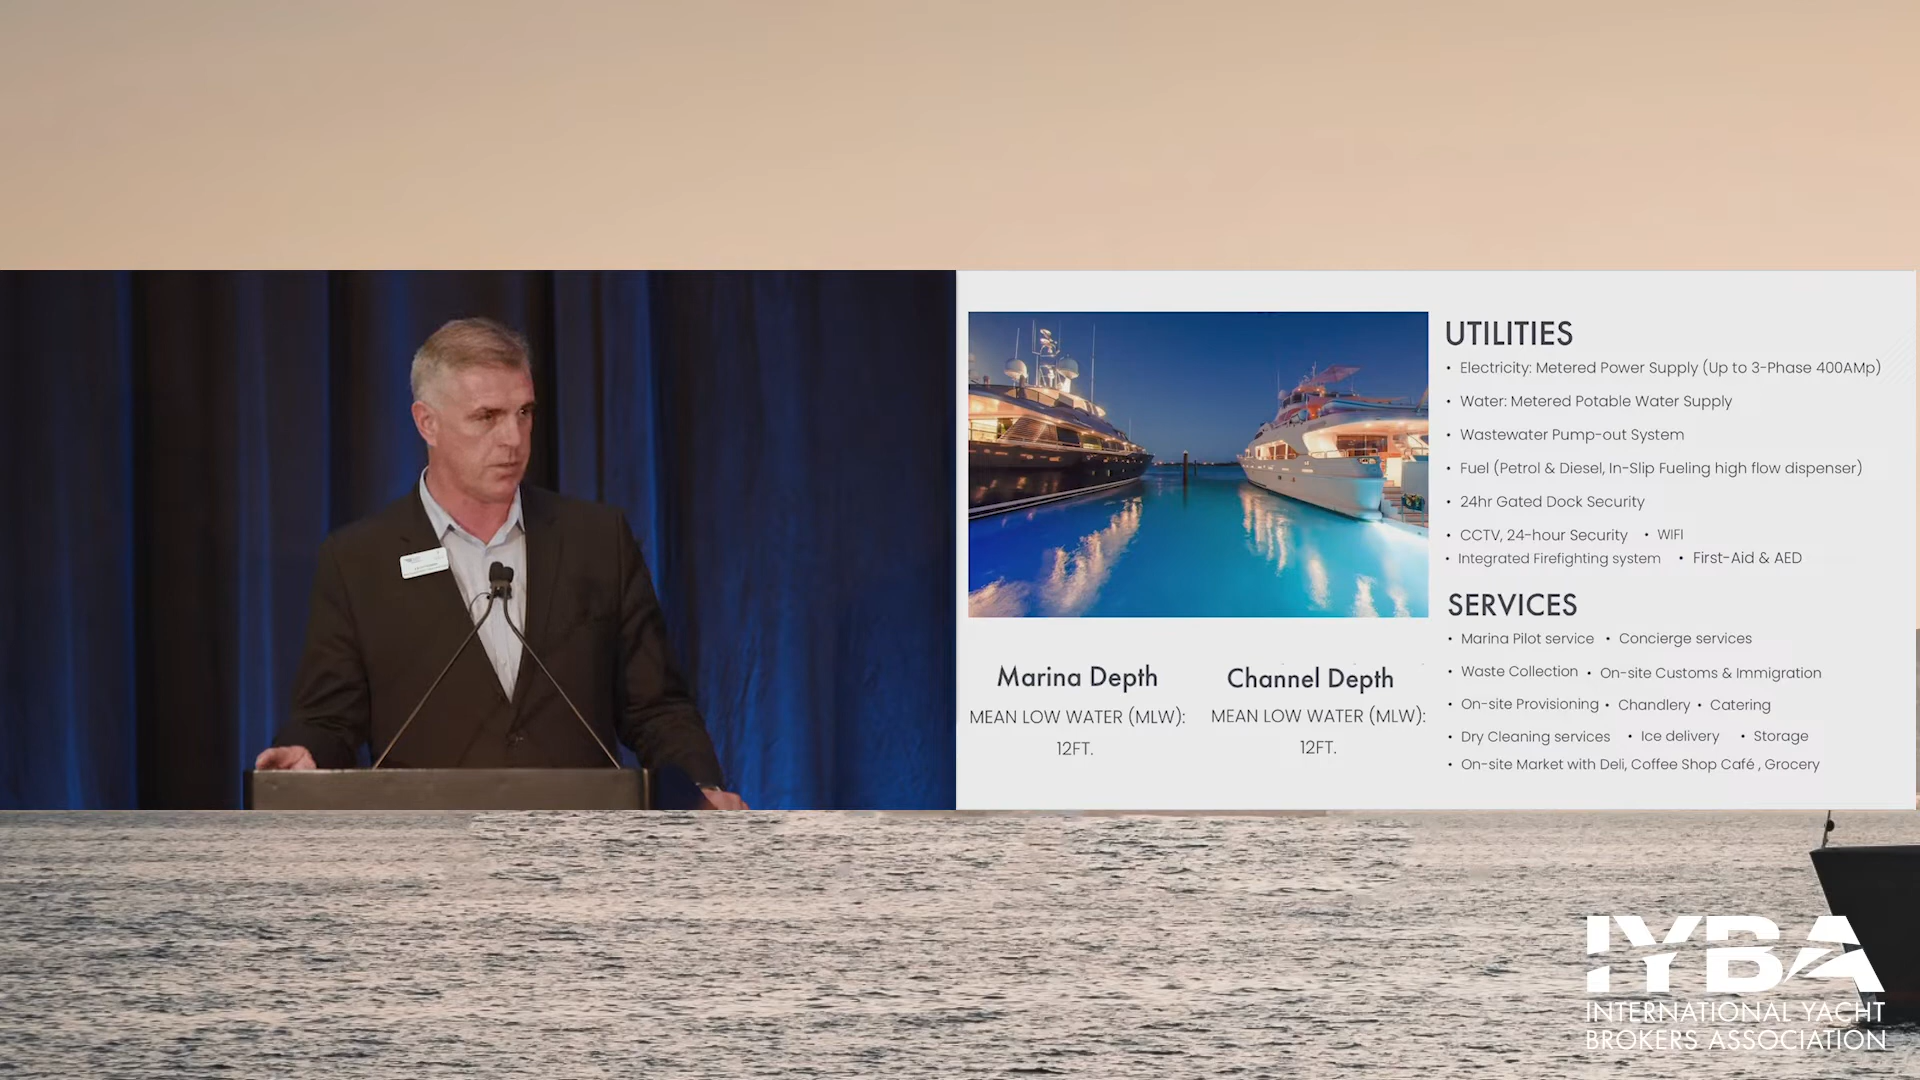 UTILITIES
• Electricity: Metered Power Supply (Up to 3-Phase 400AMp)
• Water: Metered Potable Water Supply
• Wastewater Pump-out System
• Fuel (Petrol & Diesel, In-Slip Fueling high flow dispenser)
• 24hr Gated Dock Security
• CCTV, 24-hour Security • WIFI
• Integrated Firefighting system • First-Aid & AED
SERVICES
• Marina Pilot service • Concierge services
• Waste Collection • On-site Customs & Immigration
• On-site Provisioning • Chandlery • Catering
• Dry Cleaning services • Ice delivery • Storage
• On-site Market with Deli, Coffee Shop Café , Grocery
Marina Depth
MEAN LOW WATER (MLW):
12FT.
Channel Depth
MEAN LOW WATER (MLW):
12FT.
IYBA
INTERNATIONAL YACHT
BROKERS ASSOCIATION